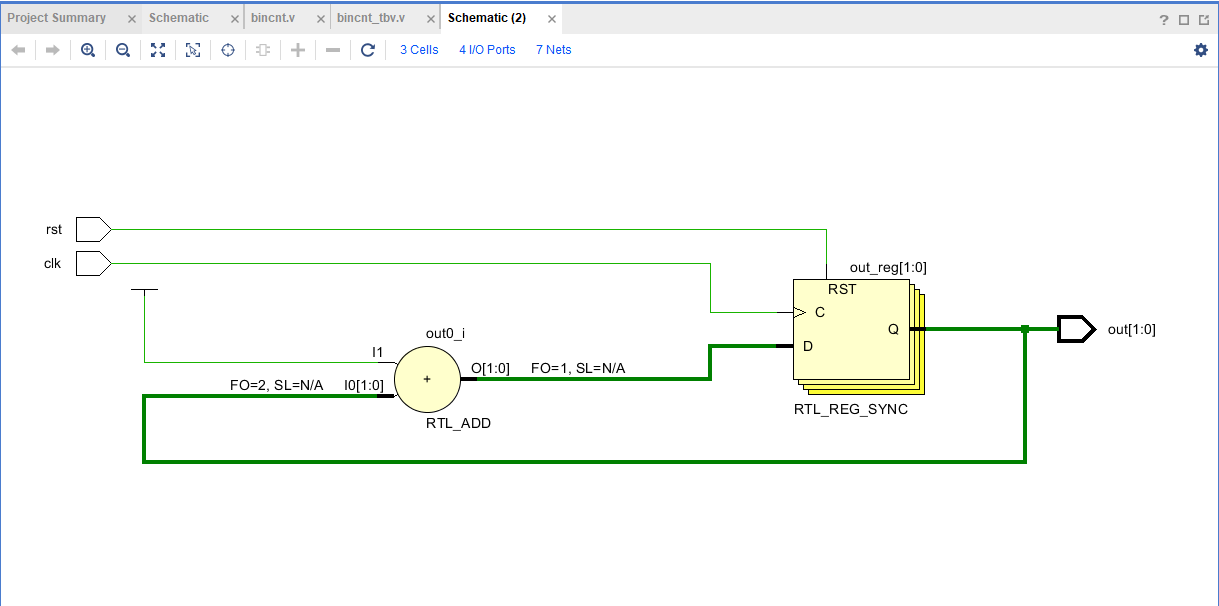 Project Summary
Schematic
bincnt.v
bincnt_tbv.v
Schematic (2)
3 Cells 4 I/O Ports 7 Nets
rst
clk
out_reg[1:0]
RST
C
Q
out[1:0]
out0_i
D
I1
O[1:0]
FO=1, SL=N/A
FO=2, SL=N/A
I0[1:0]
+
RTL_REG_SYNC
RTL_ADD